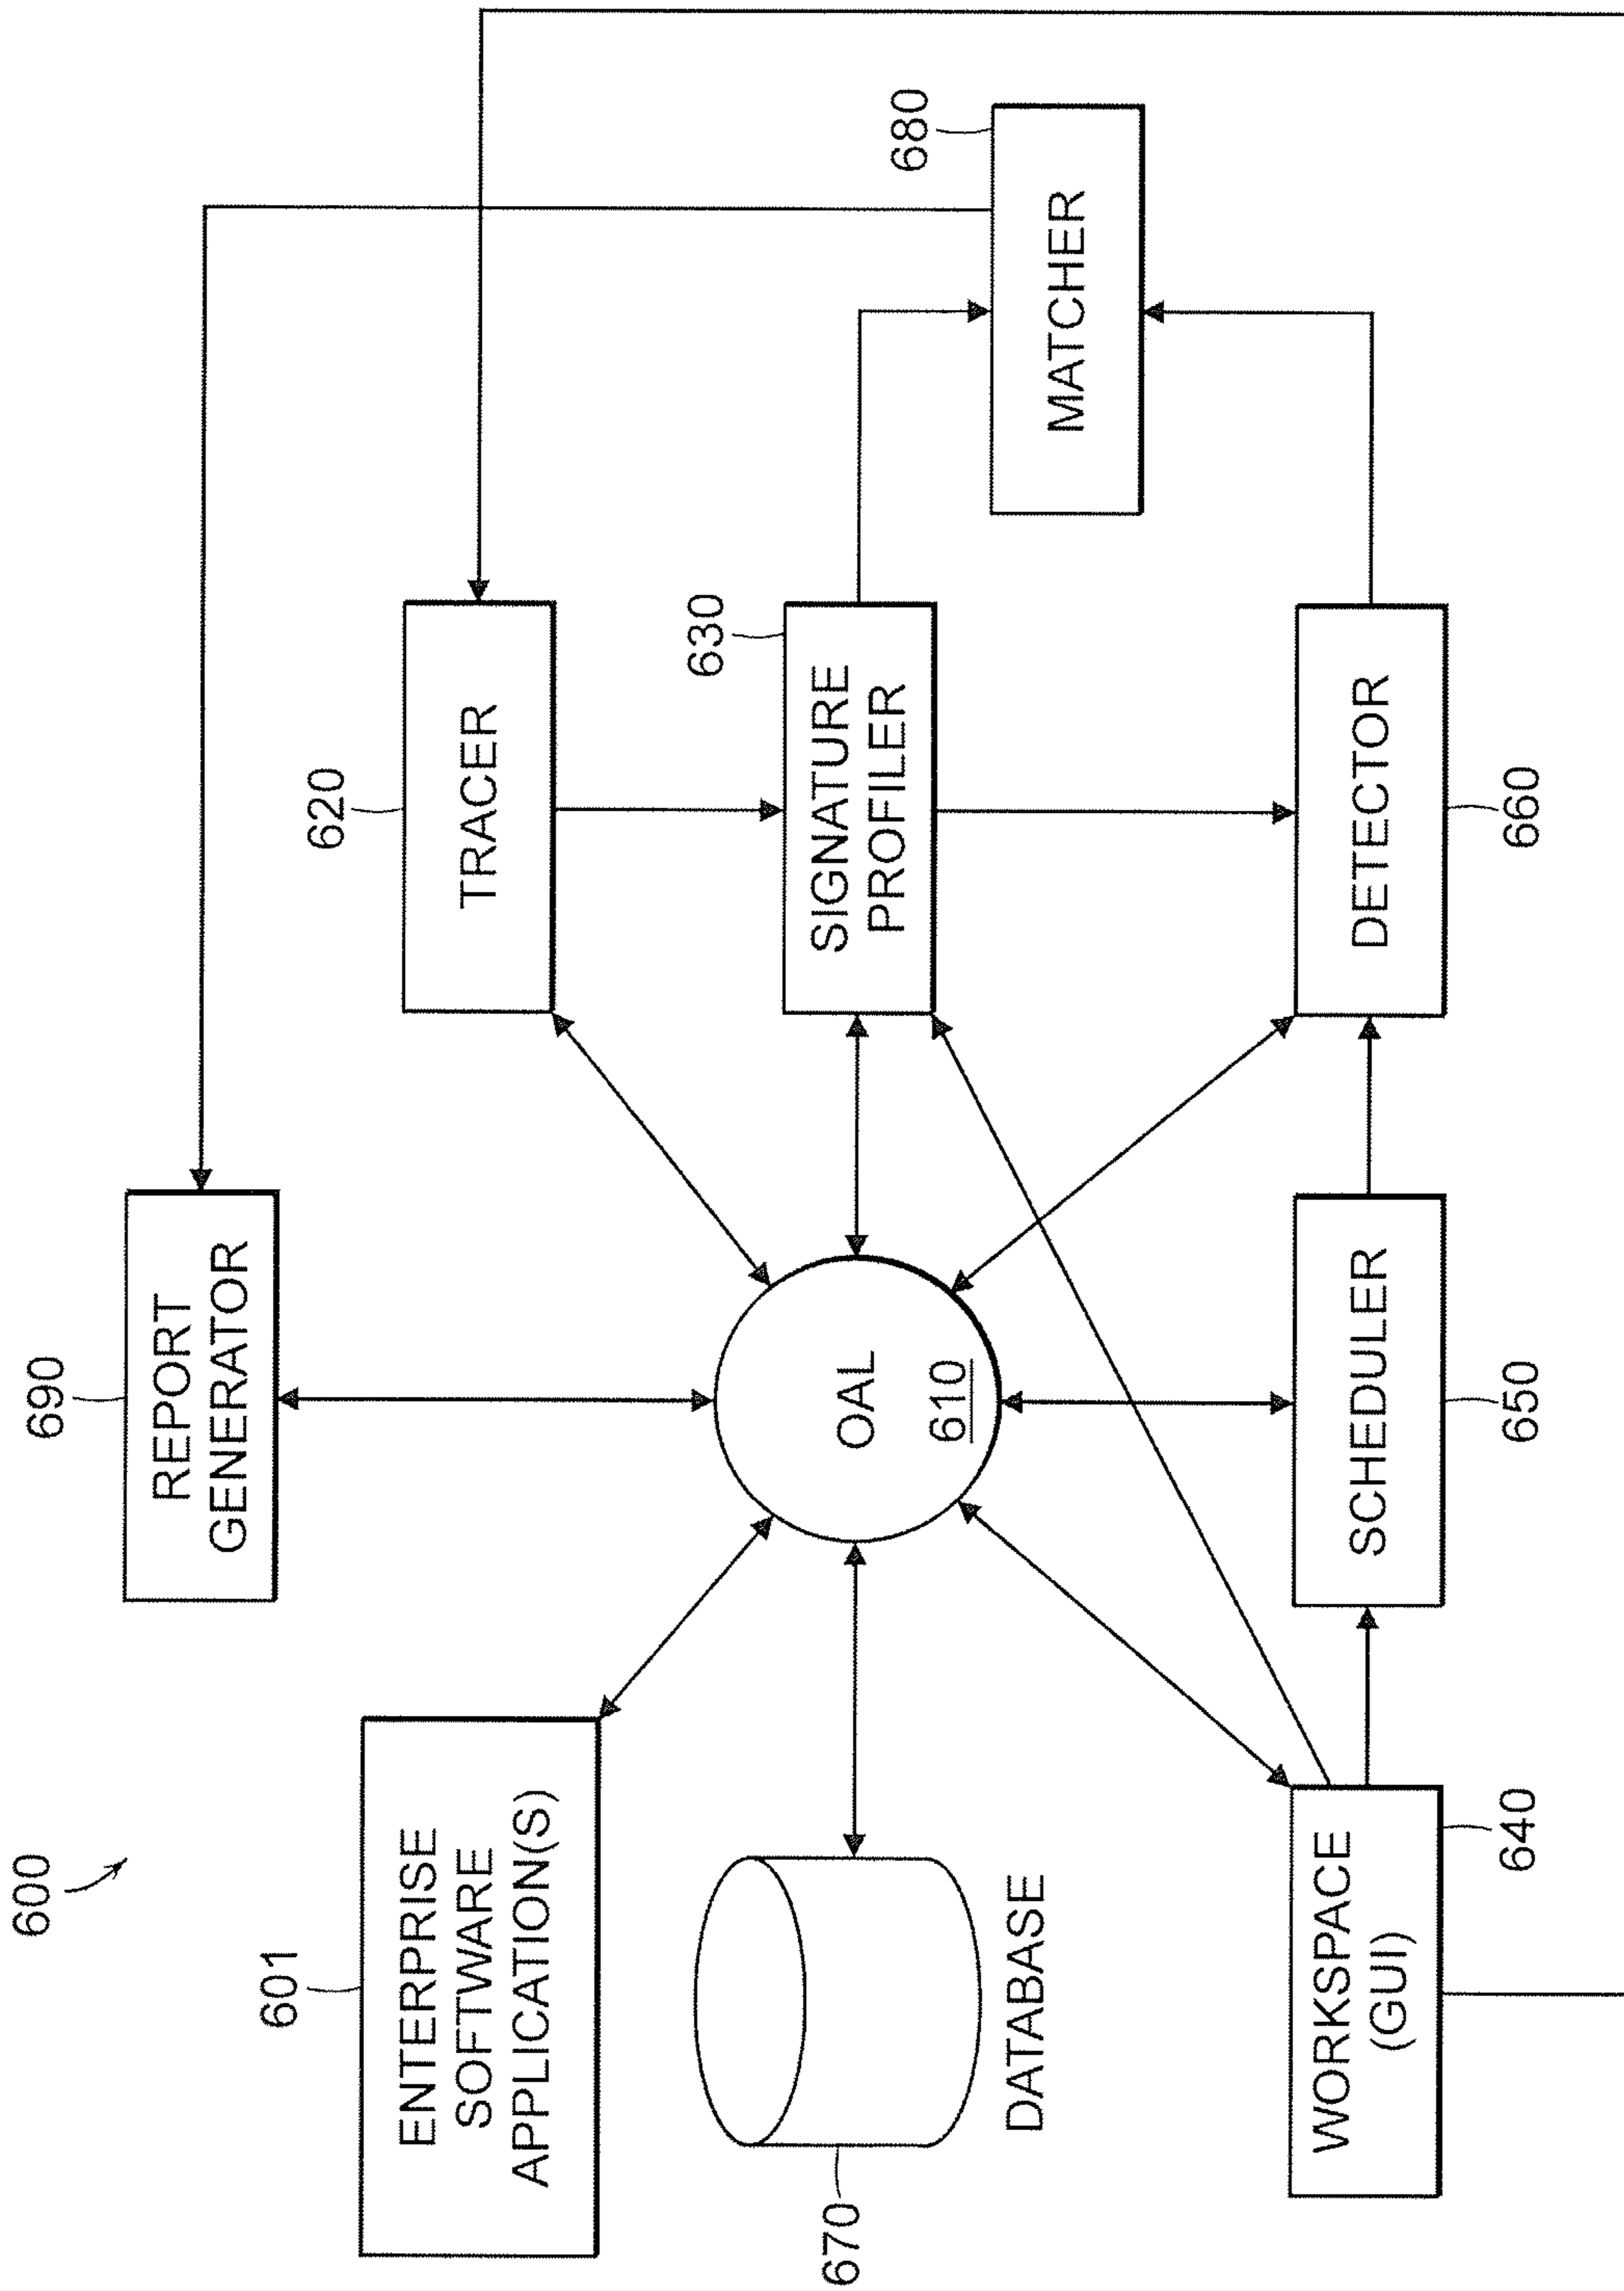 600
601
ENTERPRISE
SOFTWARE
APPLICATION(S)
690
REPORT
GENERATOR
620
TRACER
670
DATABASE
OAL
610
630
SIGNATURE
PROFILER
680
MATCHER
WORKSPACE
(GUI)
640
SCHEDULER
650
DETECTOR
660